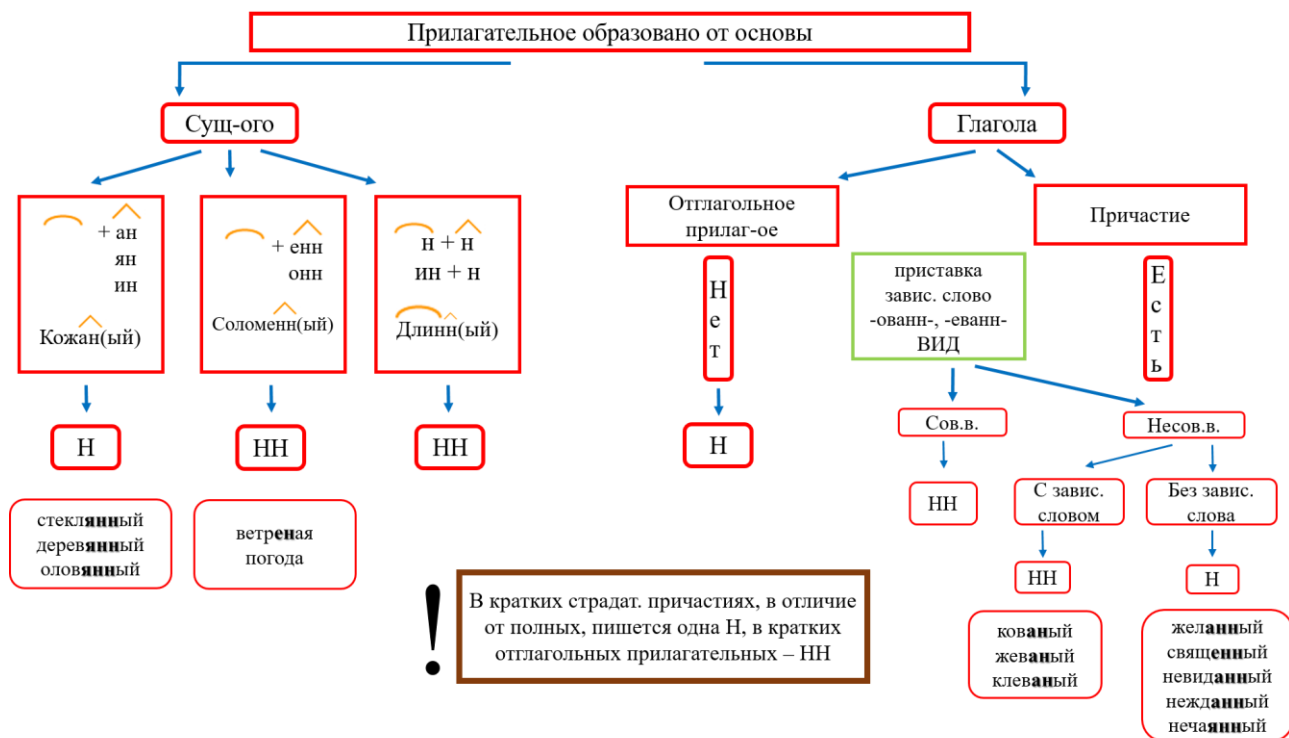 Прилагательное образовано от основы
Сущ-ого
Глагола
+ ан
ян
ин
Кожан(ый)
+ енн
онн
Соломенн(ый)
н + н
ин + н
Длинн(ый)
Отглагольное
прилаг-ое
Причастие
Нет
приставка
завис. слово
-ованн-, -еванн-
ВИД
Есть
Н
НН
НН
Н
Сов.в.
Несов.в.
НН
С завис.
словом
Без завис.
слова
НН
Н
стеклянный
деревянный
оловянный
ветреная
погода
!
В кратких страдат. причастиях, в отличие
от полных, пишется одна Н, в кратких
отглагольных прилагательных – НН
кованый
жеваный
клеваный
желанный
священный
невиданный
нежданный
нечаянный